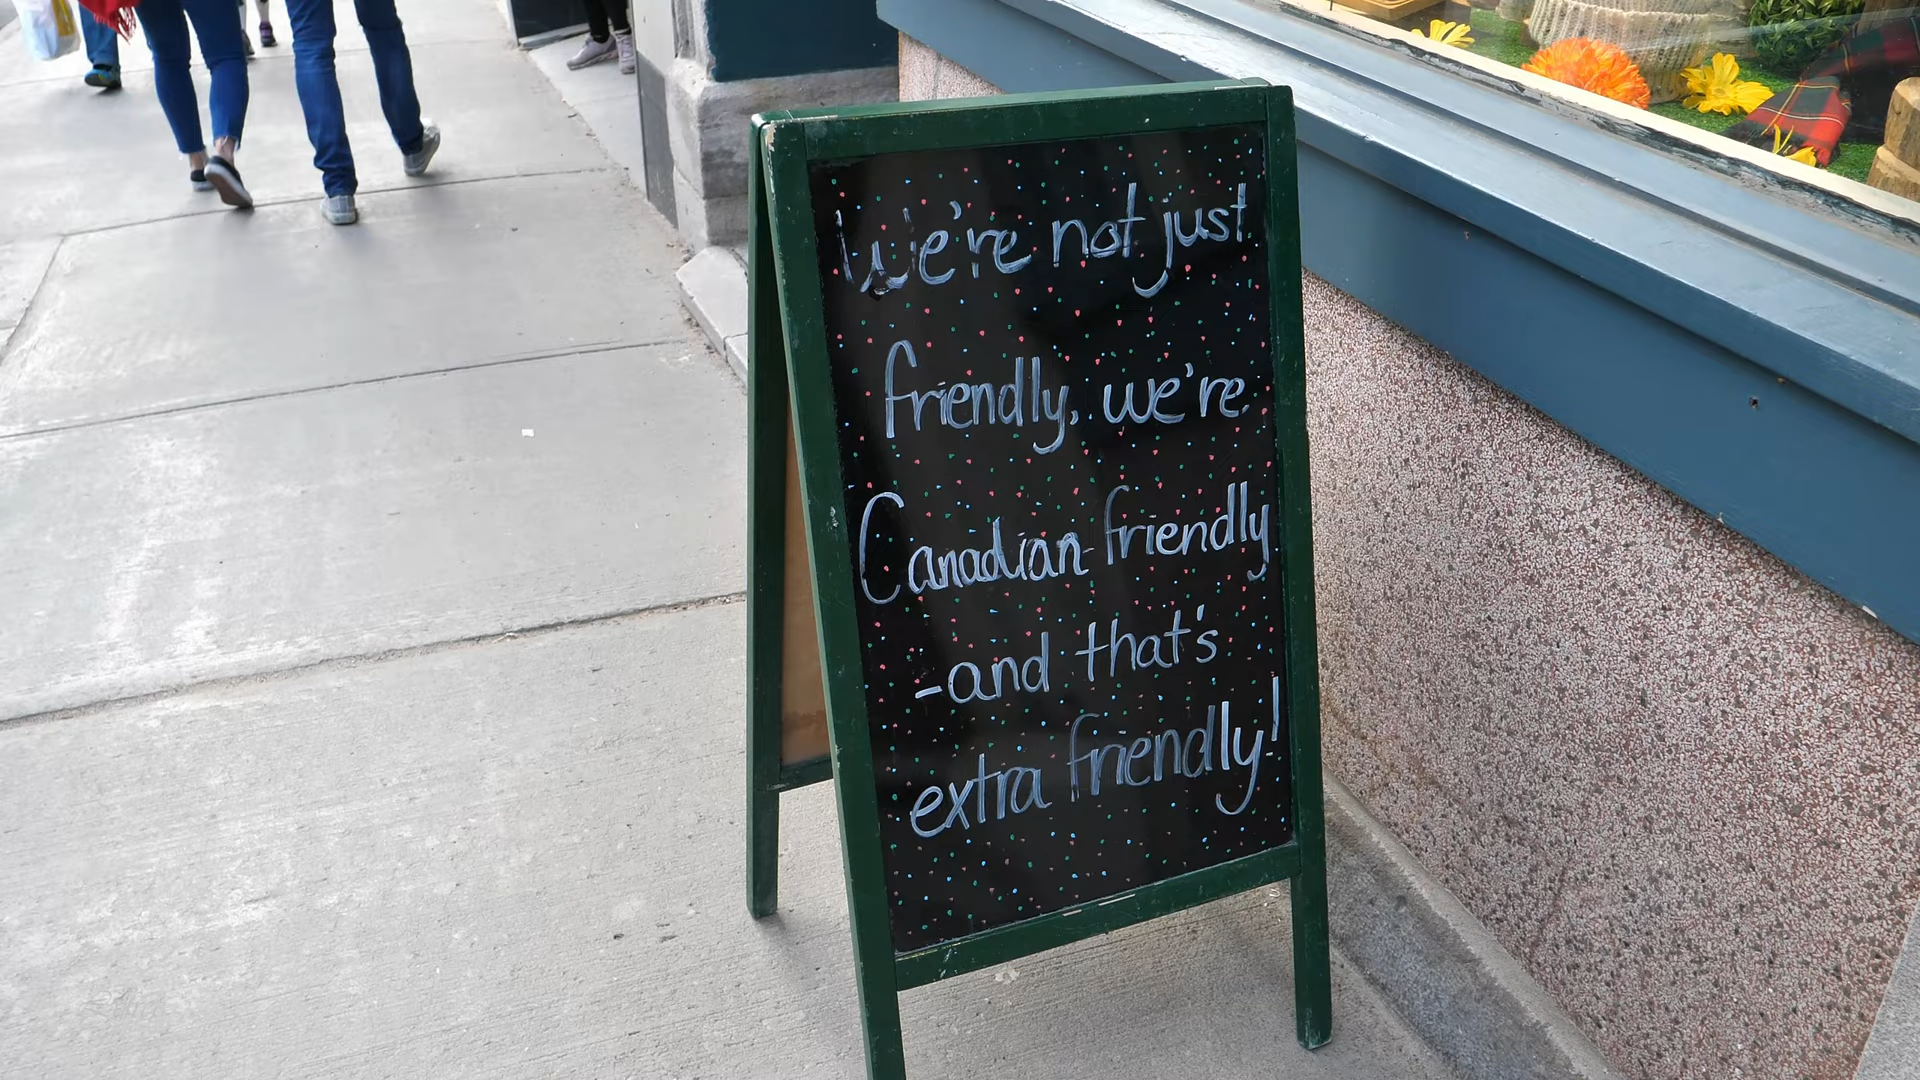 We're not just
friendly, we're
Canadian friendly
-and that's
extra friendly!